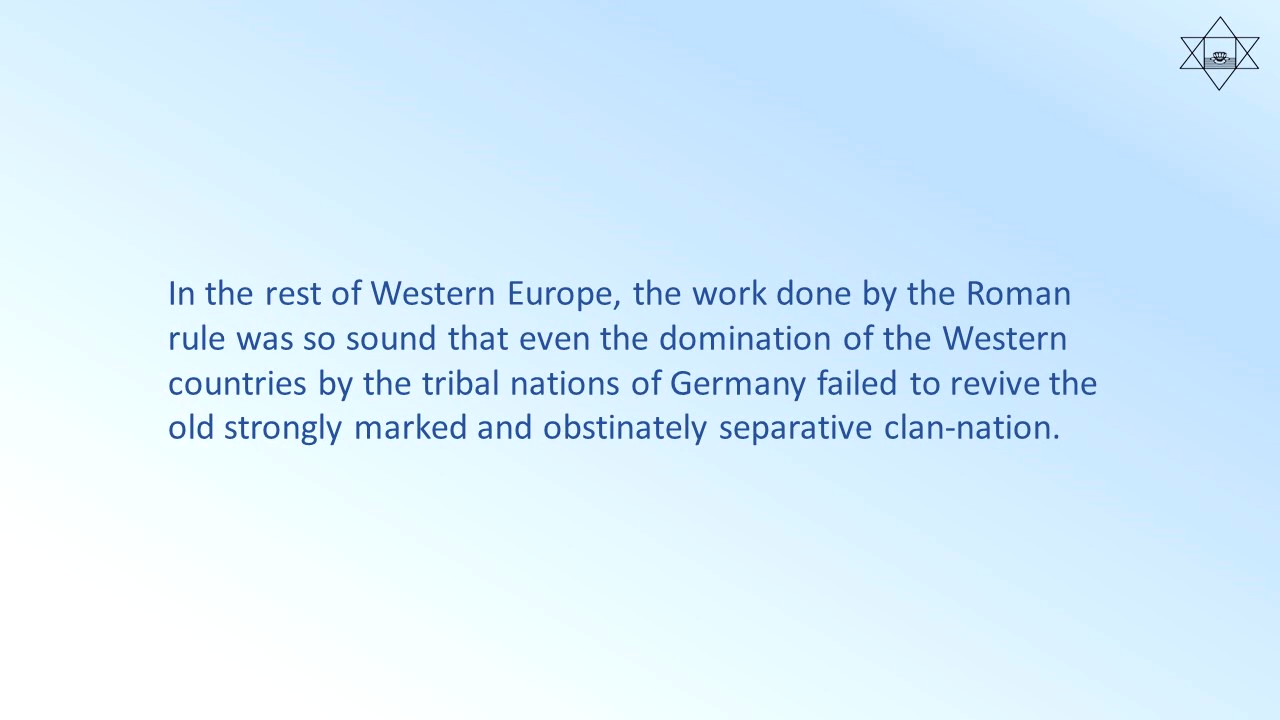 In the rest of Western Europe, the work done by the Roman
rule was so sound that even the domination of the Western
countries by the tribal nations of Germany failed to revive the
old strongly marked and obstinately separative clan-nation.